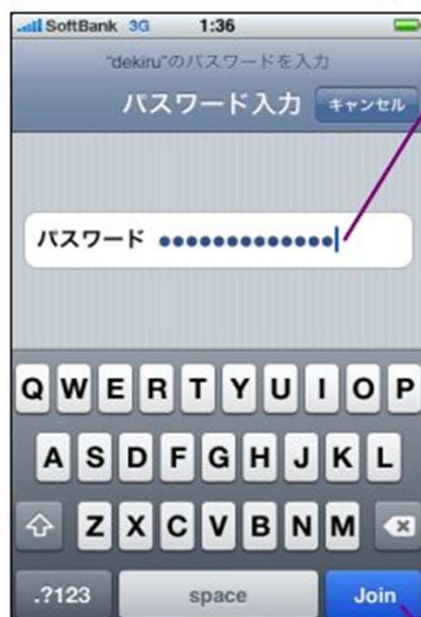 SoftBank 3G 1:36
"dekiru"のパスワードを入力
パスワード入力 キャンセル
パスワード ●●●●●●●●●●●●●
Q W E R T Y U I O P
A S D F G H J K L
Z X C V B N M
.?123 space Join